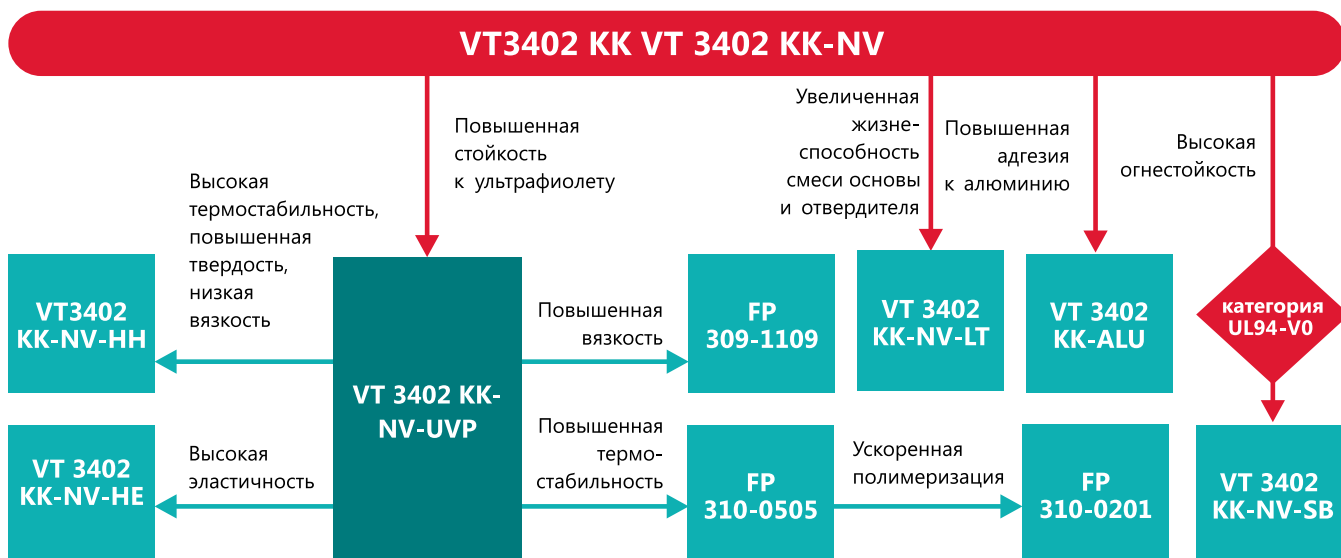 VT3402 KK VT 3402 KK-NV
Повышенная
стойкость
к ультрафиолету
Увеличенная
жизне-
способность
смеси основы
и отвердителя
Повышенная
адгезия
к алюминию
Высокая
огнестойкость
Высокая
термостабильность,
повышенная
твердость,
низкая
вязкость
VT3402
KK-NV-HH
VT 3402 KK-
NV-UVP
Повышенная
вязкость
FP
309-1109
VT 3402
KK-NV-LT
VT 3402
KK-ALU
категория
UL94-V0
VT 3402
KK-NV-HE
Высокая
эластичность
Повышенная
термо-
стабильность
FP
310-0505
Ускоренная
полимеризация
FP
310-0201
VT 3402
KK-NV-SB